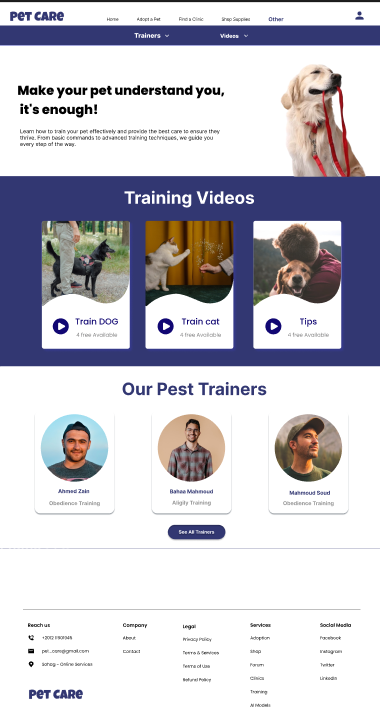 Pet Care
Home Adopt a Pet Find a Clinic Shop Supplies Other
Trainers Videos
Make your pet understand you,
it's enough!
Learn how to train your pet effectively and provide the best care to ensure they
thrive. From basic commands to advanced training techniques, we guide you
every step of the way.
Training Videos
Train DOG Train cat Tips
4 free Available 4 free Available 4 free Available
Our Pest Trainers
Ahmed Zain Bahaa Mahmoud Mahmoud Soud
Obedience Training Aligily Training Obedience Training
See All Trainers
Reach us Company Legal Services Social Media
+2012 11901045 About Privacy Policy Adoption Facebook
pet_care@gmail.com Contact Terms & Services Shop Instagram
Sohag - Online Services Terms of Use Forum Twitter
Refund Policy Clinics Linkedin
Training
AI Models
Pet Care